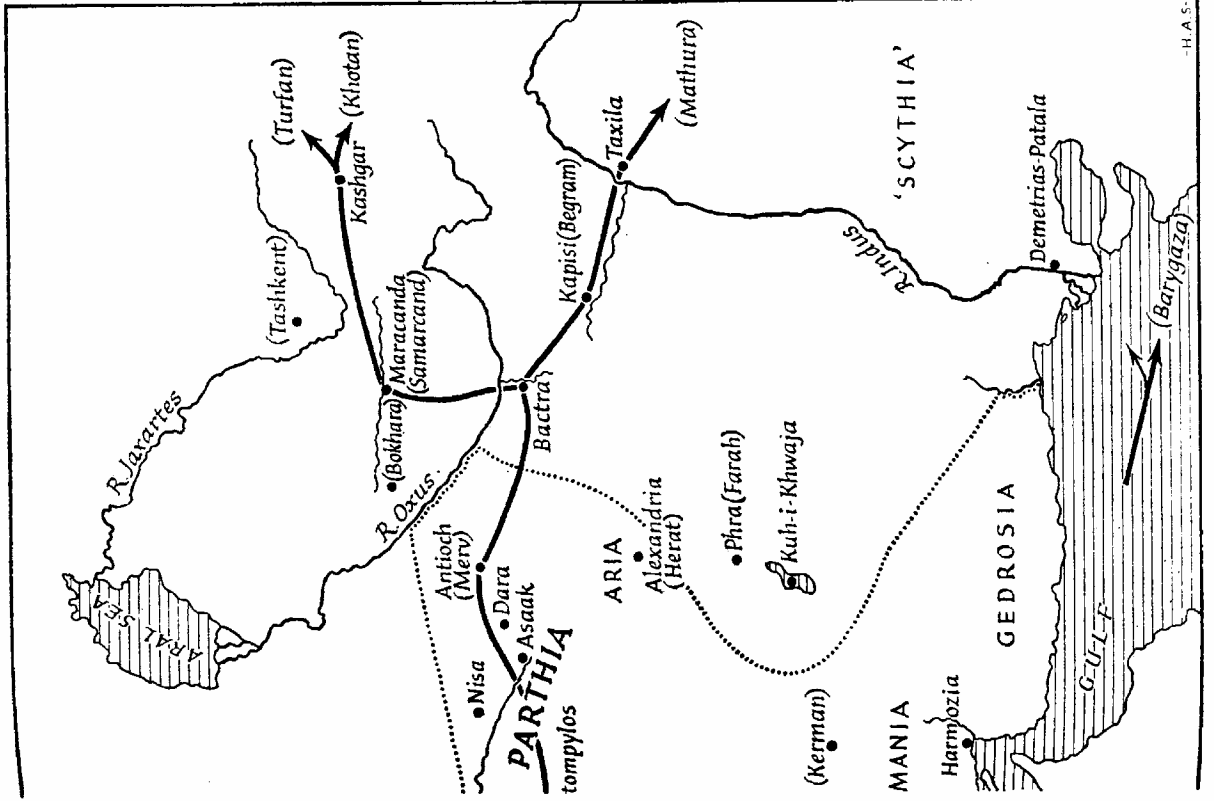 ARAL SEA
R. Jaxartes
(Tashkent)
(Turfan)
(Khotan)
Kashgar
(Bokhara)
Maracanda
(Samarcand)
R. Oxus
Bactra
Kapisi (Begram)
Taxila
(Mathura)
Antioch
(Merv)
Dara
Asaak
Nisa
PARTHIA
tompylos
ARIA
Alexandria
(Herat)
Phra (Farah)
Kuh-i-Khwaja
R. Indus
'SCYTHIA'
Demetrias-Patala
(Kerman)
MANIA
Harmozia
GEDROSIA
G-U-L-F
(Barygaza)
-H.A.S-